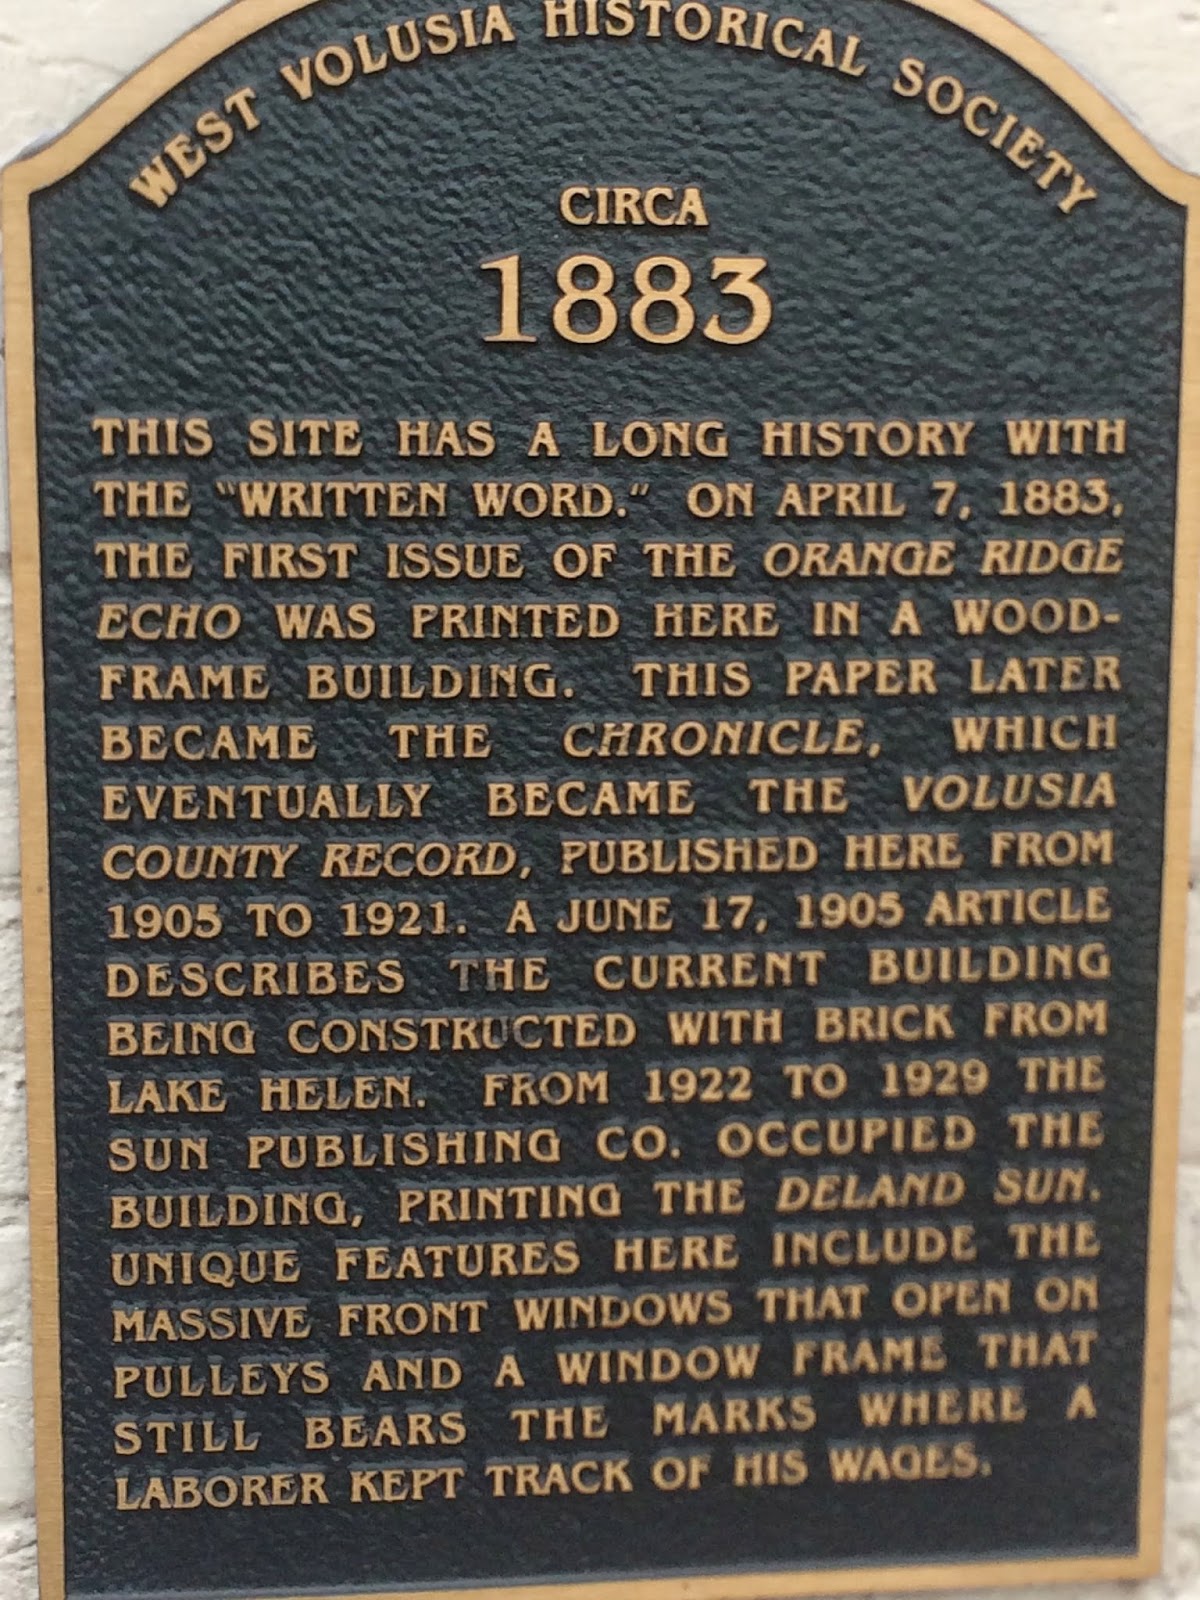 WEST VOLUSIA HISTORICAL SOCIETY
CIRCA
1883
THIS SITE HAS A LONG HISTORY WITH
THE "WRITTEN WORD." ON APRIL 7, 1883,
THE FIRST ISSUE OF THE ORANGE RIDGE
ECHO WAS PRINTED HERE IN A WOOD-
FRAME BUILDING. THIS PAPER LATER
BECAME THE CHRONICLE, WHICH
EVENTUALLY BECAME THE VOLUSIA
COUNTY RECORD, PUBLISHED HERE FROM
1905 TO 1921. A JUNE 17, 1905 ARTICLE
DESCRIBES THE CURRENT BUILDING
BEING CONSTRUCTED WITH BRICK FROM
LAKE HELEN. FROM 1922 TO 1929 THE
SUN PUBLISHING CO. OCCUPIED THE
BUILDING, PRINTING THE DELAND SUN.
UNIQUE FEATURES HERE INCLUDE THE
MASSIVE FRONT WINDOWS THAT OPEN ON
PULLEYS AND A WINDOW FRAME THAT
STILL BEARS THE MARKS WHERE A
LABORER KEPT TRACK OF HIS WAGES.